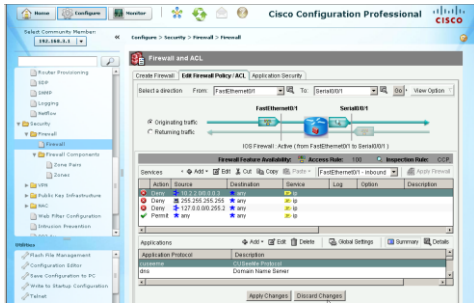 Home
Configure
Monitor
Cisco Configuration Professional
CISCO
Select Community Member:
192.168.0.1
Configure > Security > Firewall > Firewall
Router Provisioning
SDP
SNMP
Logging
Netflow
Security
Firewall
Firewall
Firewall Components
Zone Pairs
Zones
VPN
Public Key Infrastructure
NAC
Web Filter Configuration
Intrusion Prevention
Utilities
Flash File Management
Configuration Editor
Save Configuration to PC
Write to Startup Configuration
Telnet
Firewall and ACL
Create Firewall
Edit Firewall Policy / ACL
Application Security
Select a direction
From:
FastEthernet0/1
To:
Serial0/0/1
Go
View Option
FastEthernet0/1
Serial0/0/1
Originating traffic
Returning traffic
IOS Firewall : Active (from FastEthernet0/1 to Serial0/0/1)
Firewall Feature Availability:
Access Rule: 100
Inspection Rule: CCP
Services
Add
Edit
Cut
Copy
Paste
FastEthernet0/1 - inbound
Apply Firewall
Action Source Destination Service Log Option Description
Deny 10.2.2.0/0.0.0.3 any ip
Deny 255.255.255.255 any ip
Deny 127.0.0.0/0.255.2 any ip
Permit any any ip
Applications
Add
Edit
Delete
Global Settings
Summary
Details
Application Protocol Description
cuseeme CUSeeMe Protocol
dns Domain Name Server
Apply Changes
Discard Changes